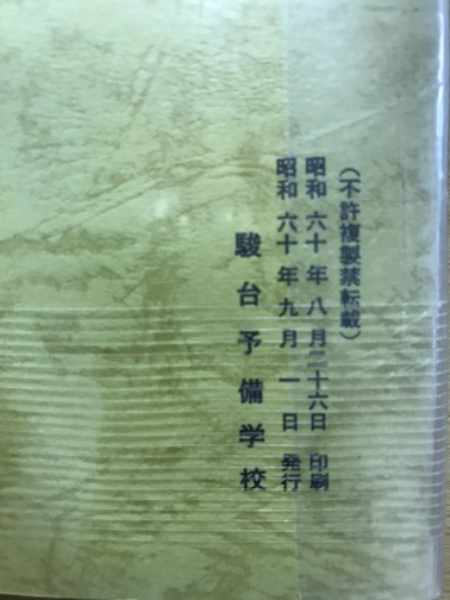 (不許複製禁転載)
昭和六十年八月二十六日 印刷
昭和六十年九月一日 発行
駿台予備学校